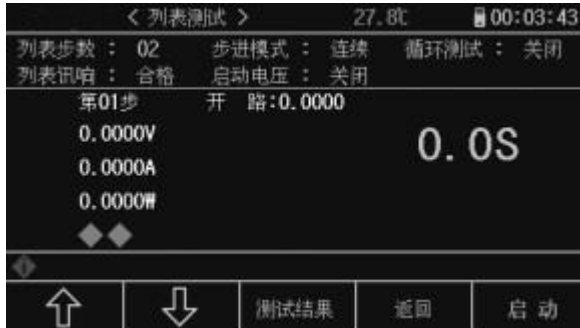 < 列表测试 > 27.8℃ 00:03:43
列表步数 : 02 步进模式 : 连续 循环测试 : 关闭
列表讯响 : 合格 启动电压 : 关闭
第01步 开 路:0.0000
0.0000V
0.0S
0.0000A
0.0000W
测试结果 返回 启动